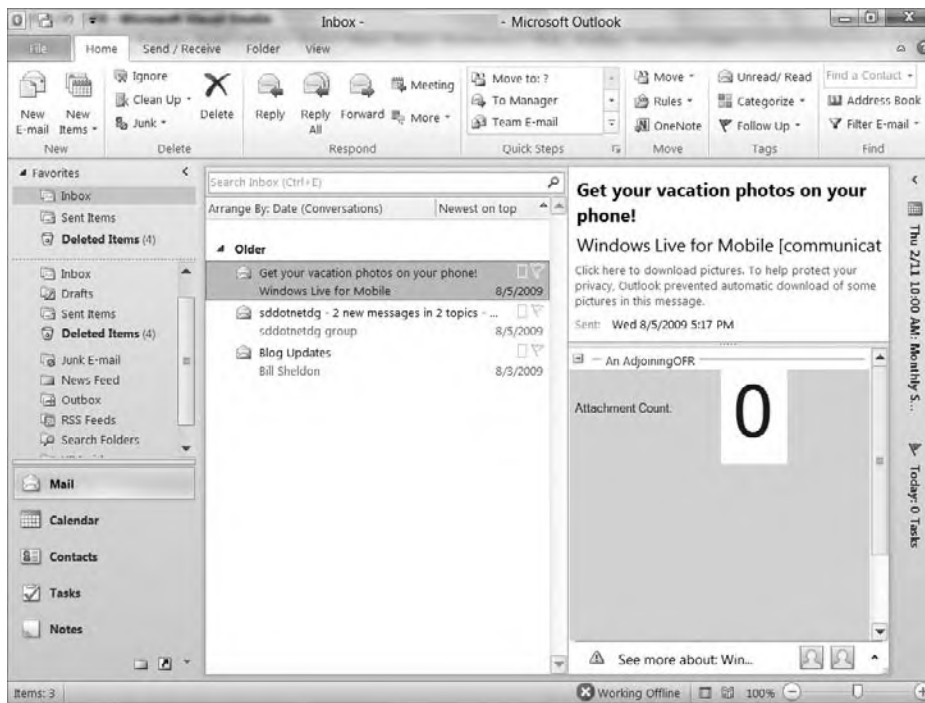 Inbox - - Microsoft Outlook
File Home Send / Receive Folder View
New E-mail
New Items
Ignore
Clean Up
Junk
Delete
Reply
Reply All
Forward
Meeting
More
Move to: ?
To Manager
Team E-mail
Move
Rules
OneNote
Unread/ Read
Categorize
Follow Up
Find a Contact
Address Book
Filter E-mail
New Delete Respond Quick Steps Move Tags Find
Favorites
Inbox
Sent Items
Deleted Items (4)
Inbox
Drafts
Sent Items
Deleted Items (4)
Junk E-mail
News Feed
Outbox
RSS Feeds
Search Folders
Mail
Calendar
Contacts
Tasks
Notes
Search Inbox (Ctrl+E)
Arrange By: Date (Conversations) Newest on top
Older
Get your vacation photos on your phone!
Windows Live for Mobile 8/5/2009
sddotnetdg - 2 new messages in 2 topics - ...
sddotnetdg group 8/5/2009
Blog Updates
Bill Sheldon 8/3/2009
Get your vacation photos on your
phone!
Windows Live for Mobile [communicat
Click here to download pictures. To help protect your
privacy, Outlook prevented automatic download of some
pictures in this message.
Sent: Wed 8/5/2009 5:17 PM
An AdjoiningOFR
Attachment Count: 0
See more about: Win...
Thu 2/11 10:00 AM: Monthly S...
Today: 0 Tasks
Items: 3 Working Offline 100%